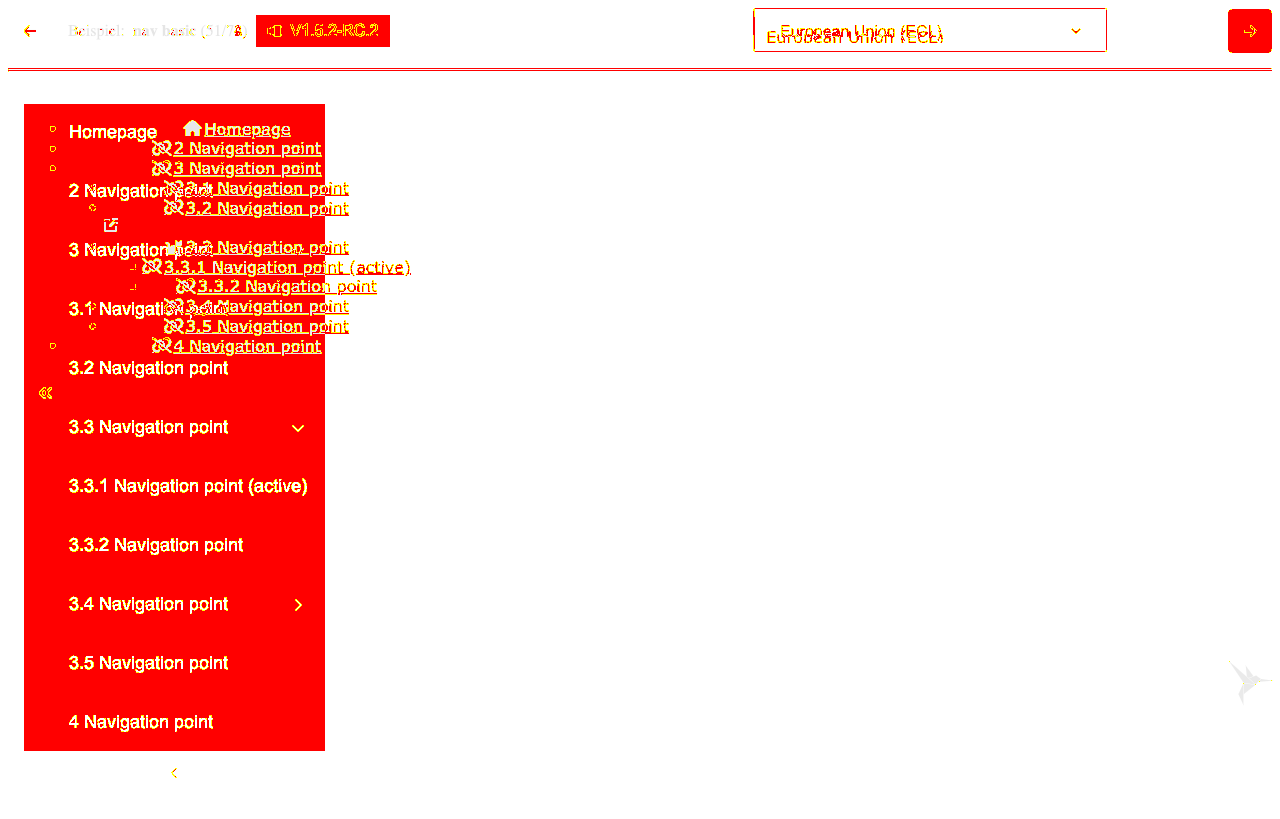 Beispiel: nav basic (51/
V1.5.2-RC.2
European Union (ECL)
European Union (ECL)
Homepage
Homepage
2 Navigation point
3 Navigation point
2 Navigation point
3.1 Navigation point
3.2 Navigation point
3 Navigation point
3.3 Navigation point
3.3.1 Navigation point (active)
3.3.2 Navigation point
3.1 Navigation point
3.4 Navigation point
3.5 Navigation point
4 Navigation point
3.2 Navigation point
3.3 Navigation point
3.3.1 Navigation point (active)
3.3.2 Navigation point
3.4 Navigation point
3.5 Navigation point
4 Navigation point